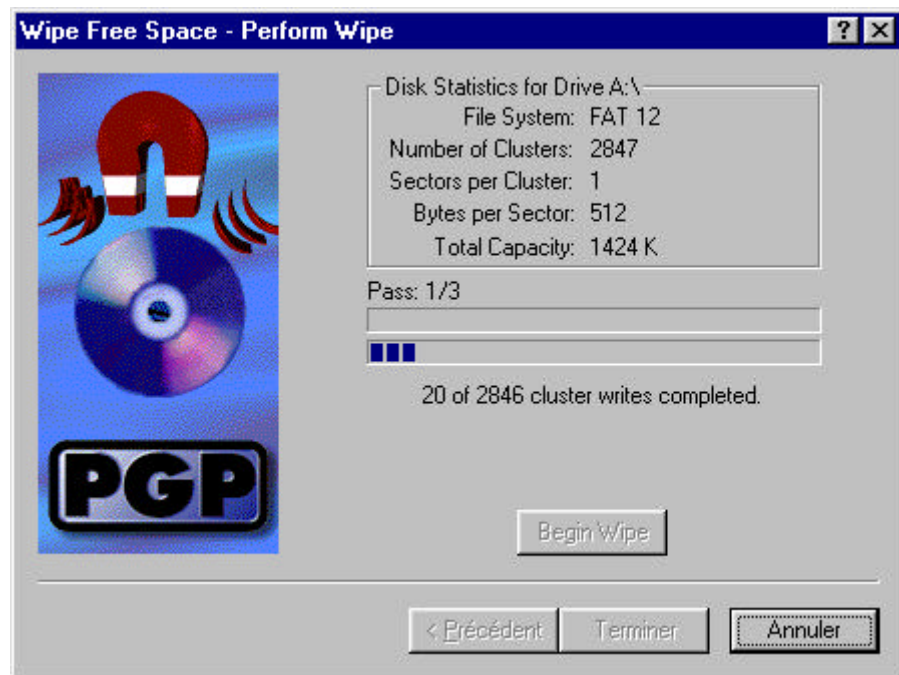 Wipe Free Space - Perform Wipe
Disk Statistics for Drive A:\
File System: FAT 12
Number of Clusters: 2847
Sectors per Cluster: 1
Bytes per Sector: 512
Total Capacity: 1424 K
Pass: 1/3
20 of 2846 cluster writes completed.
PGP
Begin Wipe
< Précédent
Terminer
Annuler